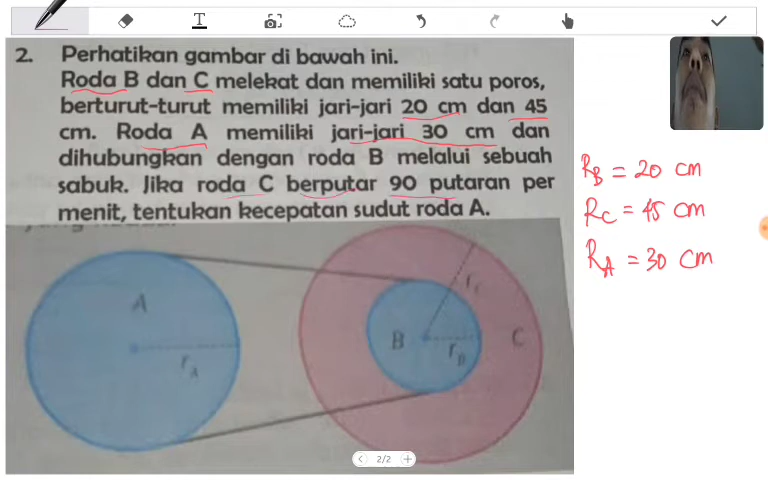 2. Perhatikan gambar di bawah ini.
Roda B dan C melekat dan memiliki satu poros,
berturut-turut memiliki jari-jari 20 cm dan 45
cm. Roda A memiliki jari-jari 30 cm dan
dihubungkan dengan roda B melalui sebuah
sabuk. Jika roda C berputar 90 putaran per
menit, tentukan kecepatan sudut roda A.
R_B = 20 cm
R_C = 45 cm
R_A = 30 cm
A
r_A
B
r_B
r_C
C
T
2/2